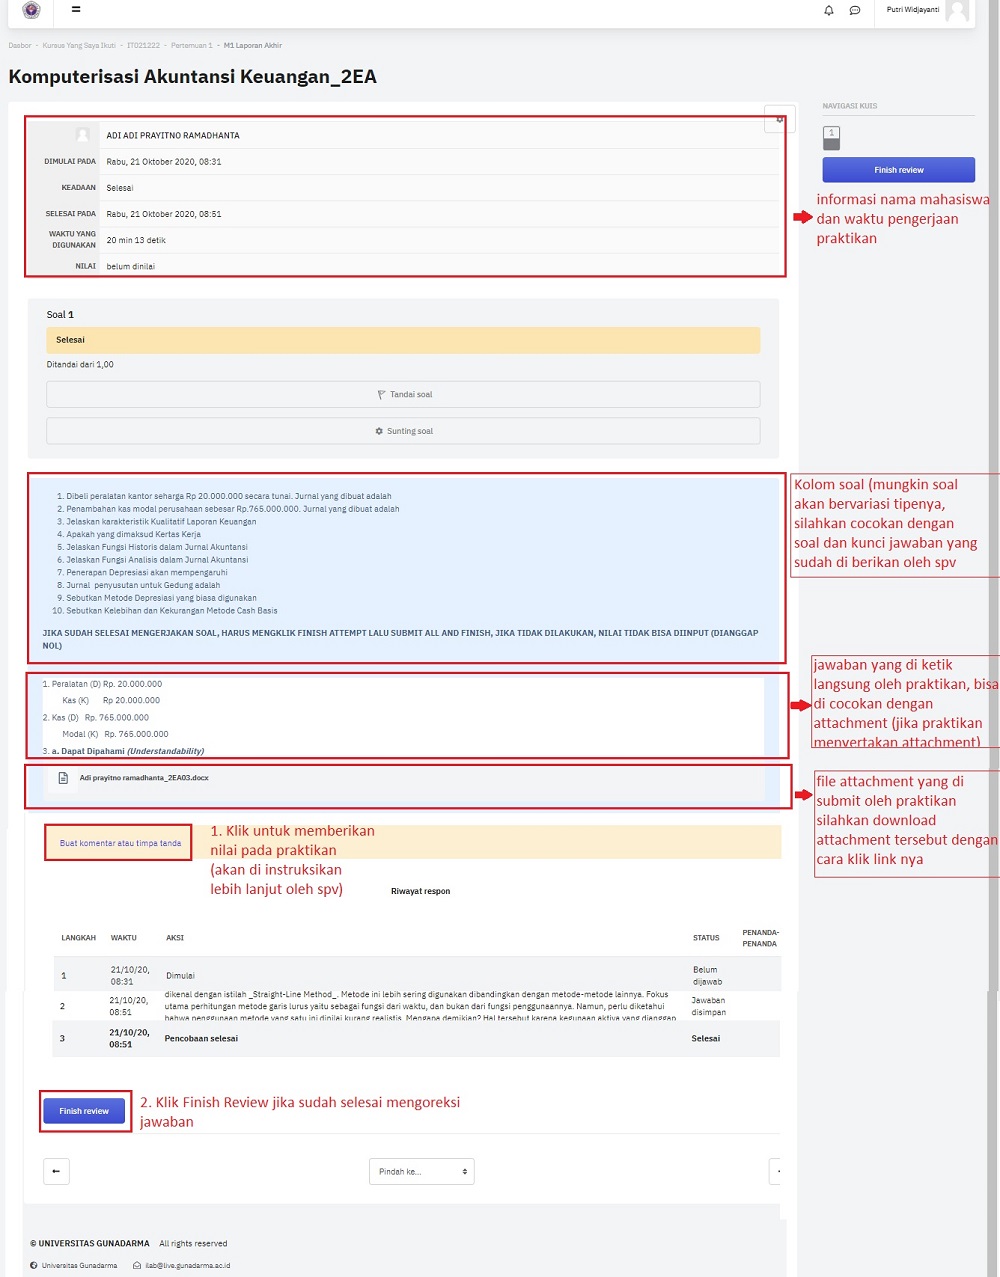 Putri Widjayanti
Dasbor - Kursus Yang Saya Ikuti - IT021222 - Pertemuan 1 - M1 Laporan Akhir
Komputerisasi Akuntansi Keuangan_2EA
ADI ADI PRAYITNO RAMADHANTA
DIMULAI PADA Rabu, 21 Oktober 2020, 08:31
KEADAAN Selesai
SELESAI PADA Rabu, 21 Oktober 2020, 08:51
WAKTU YANG
DIGUNAKAN
20 min 13 detik
NILAI belum dinilai
NAVIGASI KUIS
1
Finish review
informasi nama mahasiswa
dan waktu pengerjaan
praktikan
Soal 1
Selesai
Ditandai dari 1,00
Tandai soal
Sunting soal
1. Dibeli peralatan kantor seharga Rp 20.000.000 secara tunai. Jurnal yang dibuat adalah
2. Penambahan kas modal perusahaan sebesar Rp.765.000.000. Jurnal yang dibuat adalah
3. Jelaskan karakteristik Kualitatif Laporan Keuangan
4. Apakah yang dimaksud Kertas Kerja
5. Jelaskan Fungsi Historis dalam Jurnal Akuntansi
6. Jelaskan Fungsi Analisis dalam Jurnal Akuntansi
7. Penerapan Depresiasi akan mempengaruhi
8. Jurnal penyusutan untuk Gedung adalah
9. Sebutkan Metode Depresiasi yang biasa digunakan
10. Sebutkan Kelebihan dan Kekurangan Metode Cash Basis
JIKA SUDAH SELESAI MENGERJAKAN SOAL, HARUS MENGKLIK FINISH ATTEMPT LALU SUBMIT ALL AND FINISH, JIKA TIDAK DILAKUKAN, NILAI TIDAK BISA DIINPUT (DIANGGAP
NOL)
Kolom soal (mungkin soal
akan bervariasi tipenya,
silahkan cocokan dengan
soal dan kunci jawaban yang
sudah di berikan oleh spv
1. Peralatan (D) Rp. 20.000.000
Kas (K) Rp 20.000.000
2. Kas (D) Rp. 765.000.000
Modal (K) Rp. 765.000.000
3. a. Dapat Dipahami (Understandability)
jawaban yang di ketik
langsung oleh praktikan, bisa
di cocokan dengan
attachment (jika praktikan
menyertakan attachment)
Adi prayitno ramadhanta_2EA03.docx
file attachment yang di
submit oleh praktikan
silahkan download
attachment tersebut dengan
cara klik link nya
Buat komentar atau timpa tanda
1. Klik untuk memberikan
nilai pada praktikan
(akan di instruksikan
lebih lanjut oleh spv)
Riwayat respon
LANGKAH WAKTU AKSI STATUS PENANDA-
PENANDA
1 21/10/20,
08:31
Dimulai
Belum
dijawab
2 21/10/20,
08:51
dikenal dengan istilah _Straight-Line Method_. Metode ini lebih sering digunakan dibandingkan dengan metode-metode lainnya. Fokus
utama perhitungan metode garis lurus yaitu sebagai fungsi dari waktu, dan bukan dari fungsi penggunaannya. Namun, perlu diketahui
bahwa penggunaan metode yang satu ini dinilai kurang realistis. Mengapa demikian? Hal tersebut karena kegunaan aktiva yang dianggap
Jawaban
disimpan
3 21/10/20,
08:51
Pencobaan selesai
Selesai
Finish review
2. Klik Finish Review jika sudah selesai mengoreksi
jawaban
Pindah ke...
© UNIVERSITAS GUNADARMA All rights reserved
Universitas Gunadarma ilab@live.gunadarma.ac.id